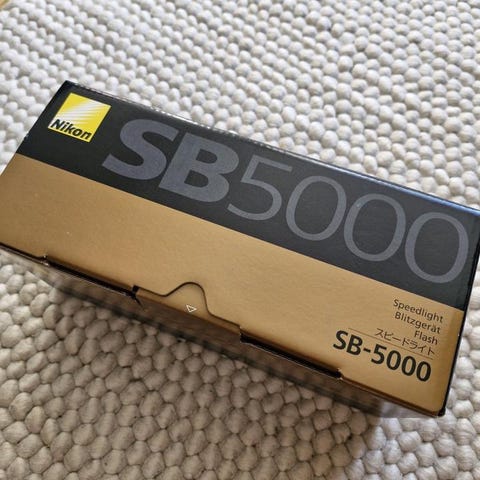 Nikon
SB5000
Speedlight
Blitzgerät
Flash
スピードライト
SB-5000